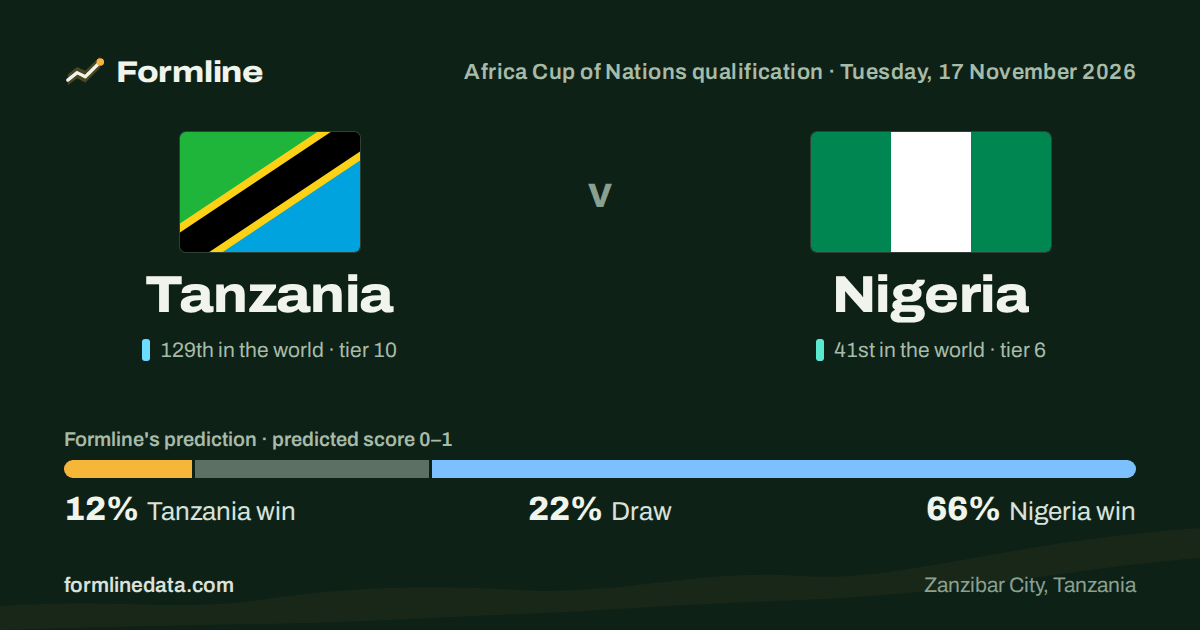 Formline
Africa Cup of Nations qualification · Tuesday, 17 November 2026
v
Tanzania
Nigeria
129th in the world · tier 10
41st in the world · tier 6
Formline's prediction · predicted score 0–1
12% Tanzania win
22% Draw
66% Nigeria win
formlinedata.com
Zanzibar City, Tanzania